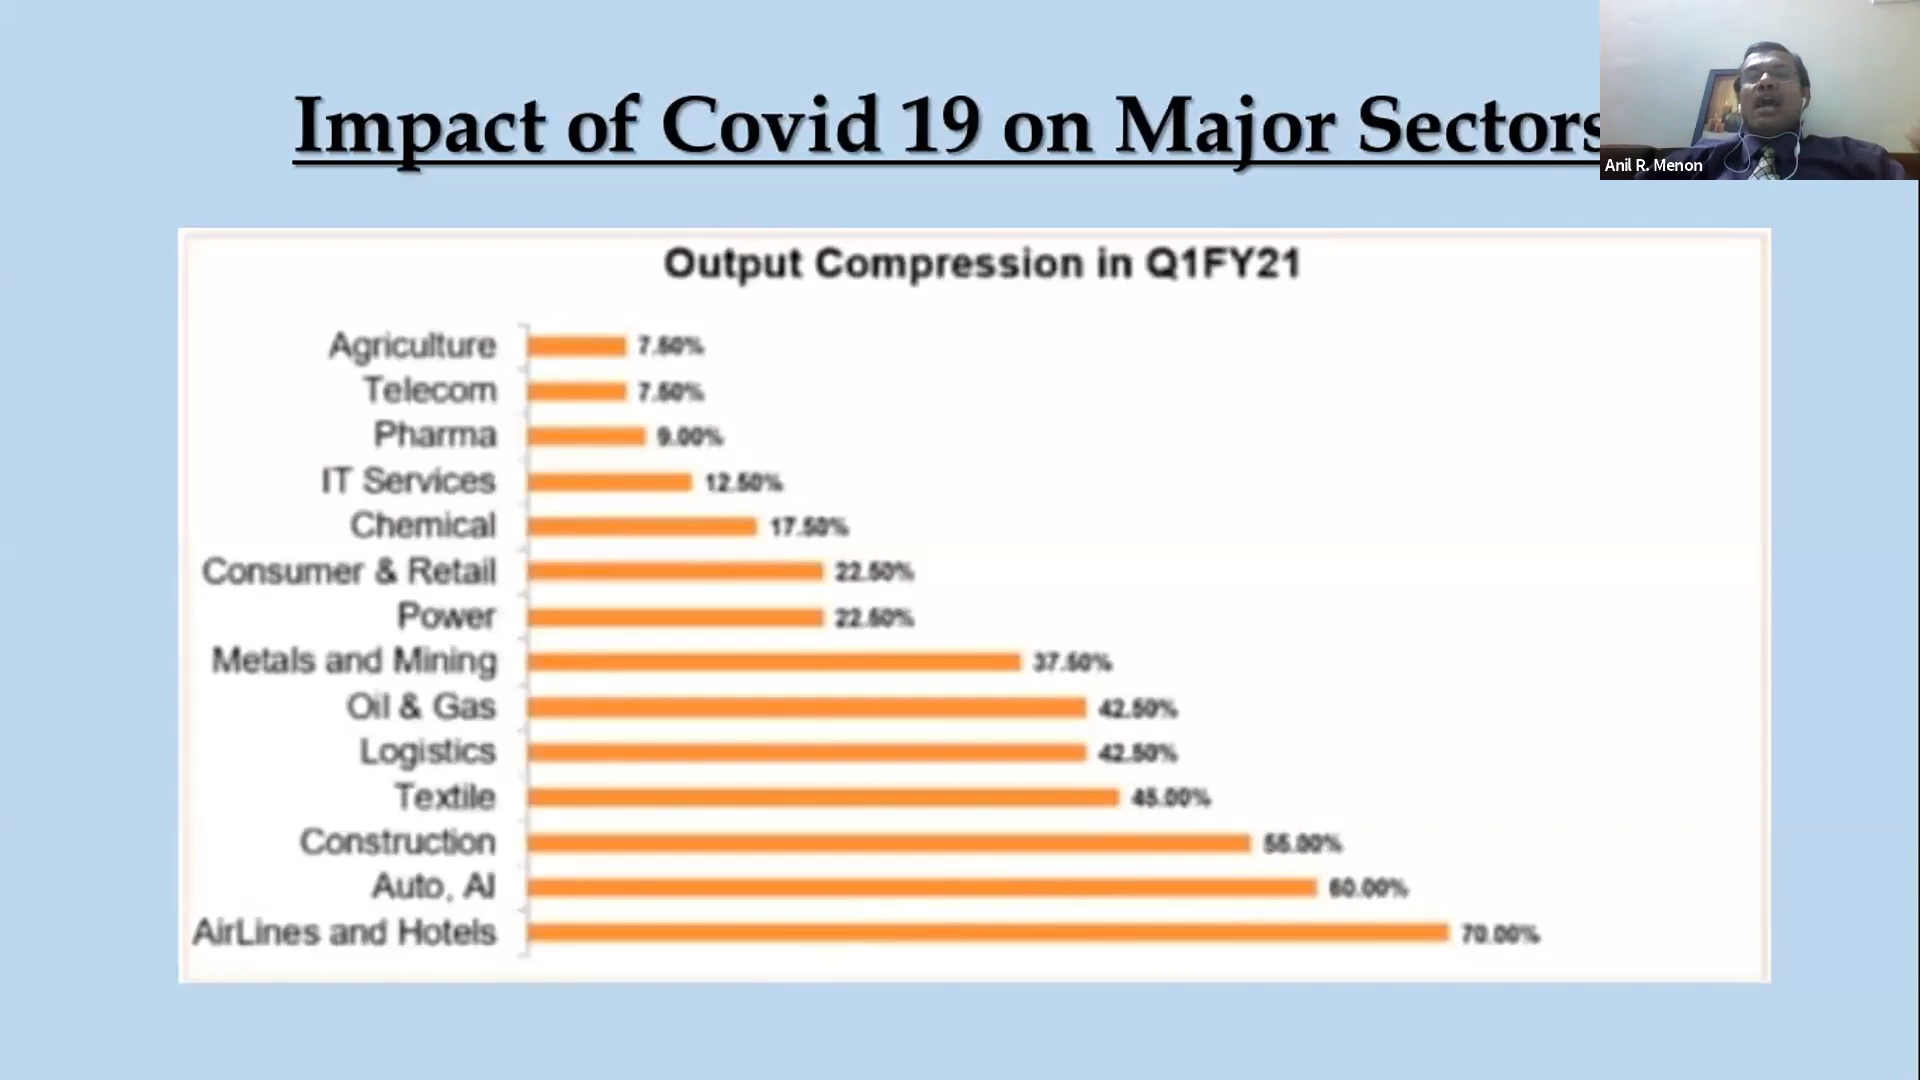 Impact of Covid 19 on Major Sectors
Anil R. Menon
Output Compression in Q1FY21
Agriculture 7.50%
Telecom 7.50%
Pharma 9.00%
IT Services 12.50%
Chemical 17.50%
Consumer & Retail 22.50%
Power 22.50%
Metals and Mining 37.50%
Oil & Gas 42.50%
Logistics 42.50%
Textile 45.00%
Construction 55.00%
Auto, AI 60.00%
AirLines and Hotels 70.00%